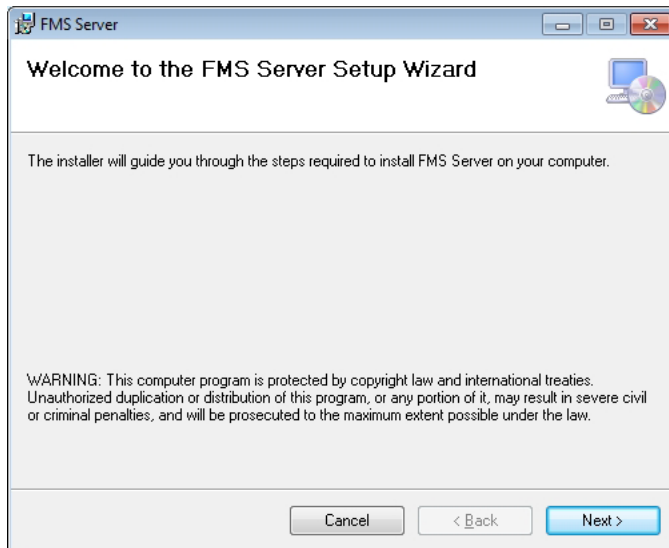 FMS Server
Welcome to the FMS Server Setup Wizard
The installer will guide you through the steps required to install FMS Server on your computer.
WARNING: This computer program is protected by copyright law and international treaties.
Unauthorized duplication or distribution of this program, or any portion of it, may result in severe civil
or criminal penalties, and will be prosecuted to the maximum extent possible under the law.
Cancel
< Back
Next >